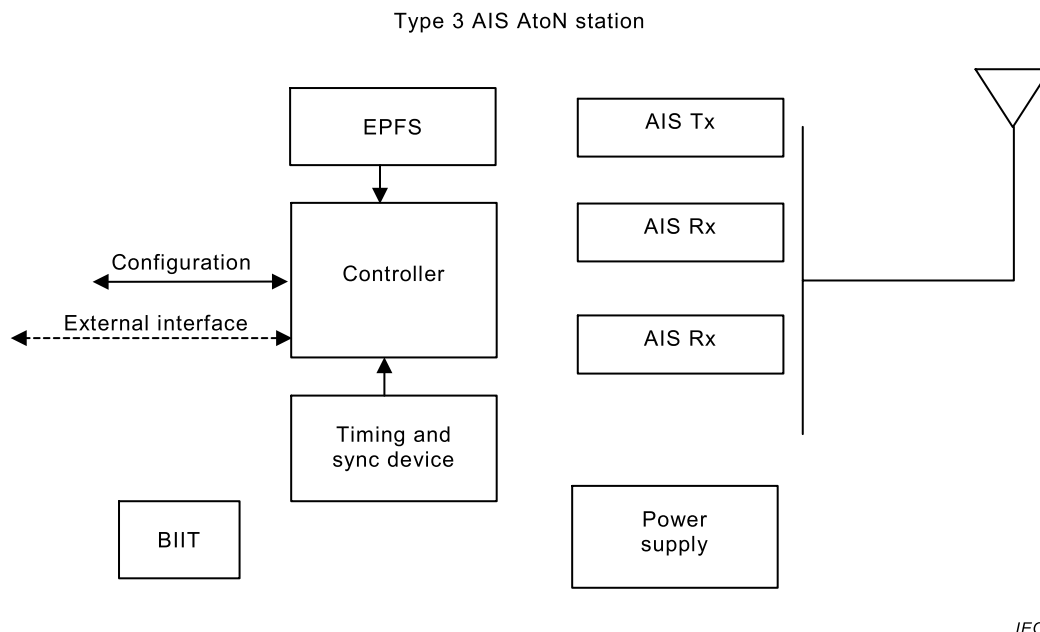 Type 3 AIS AtoN station
EPFS
AIS Tx
AIS Rx
Configuration
Controller
External interface
AIS Rx
Timing and
sync device
BIIT
Power
supply
IEC